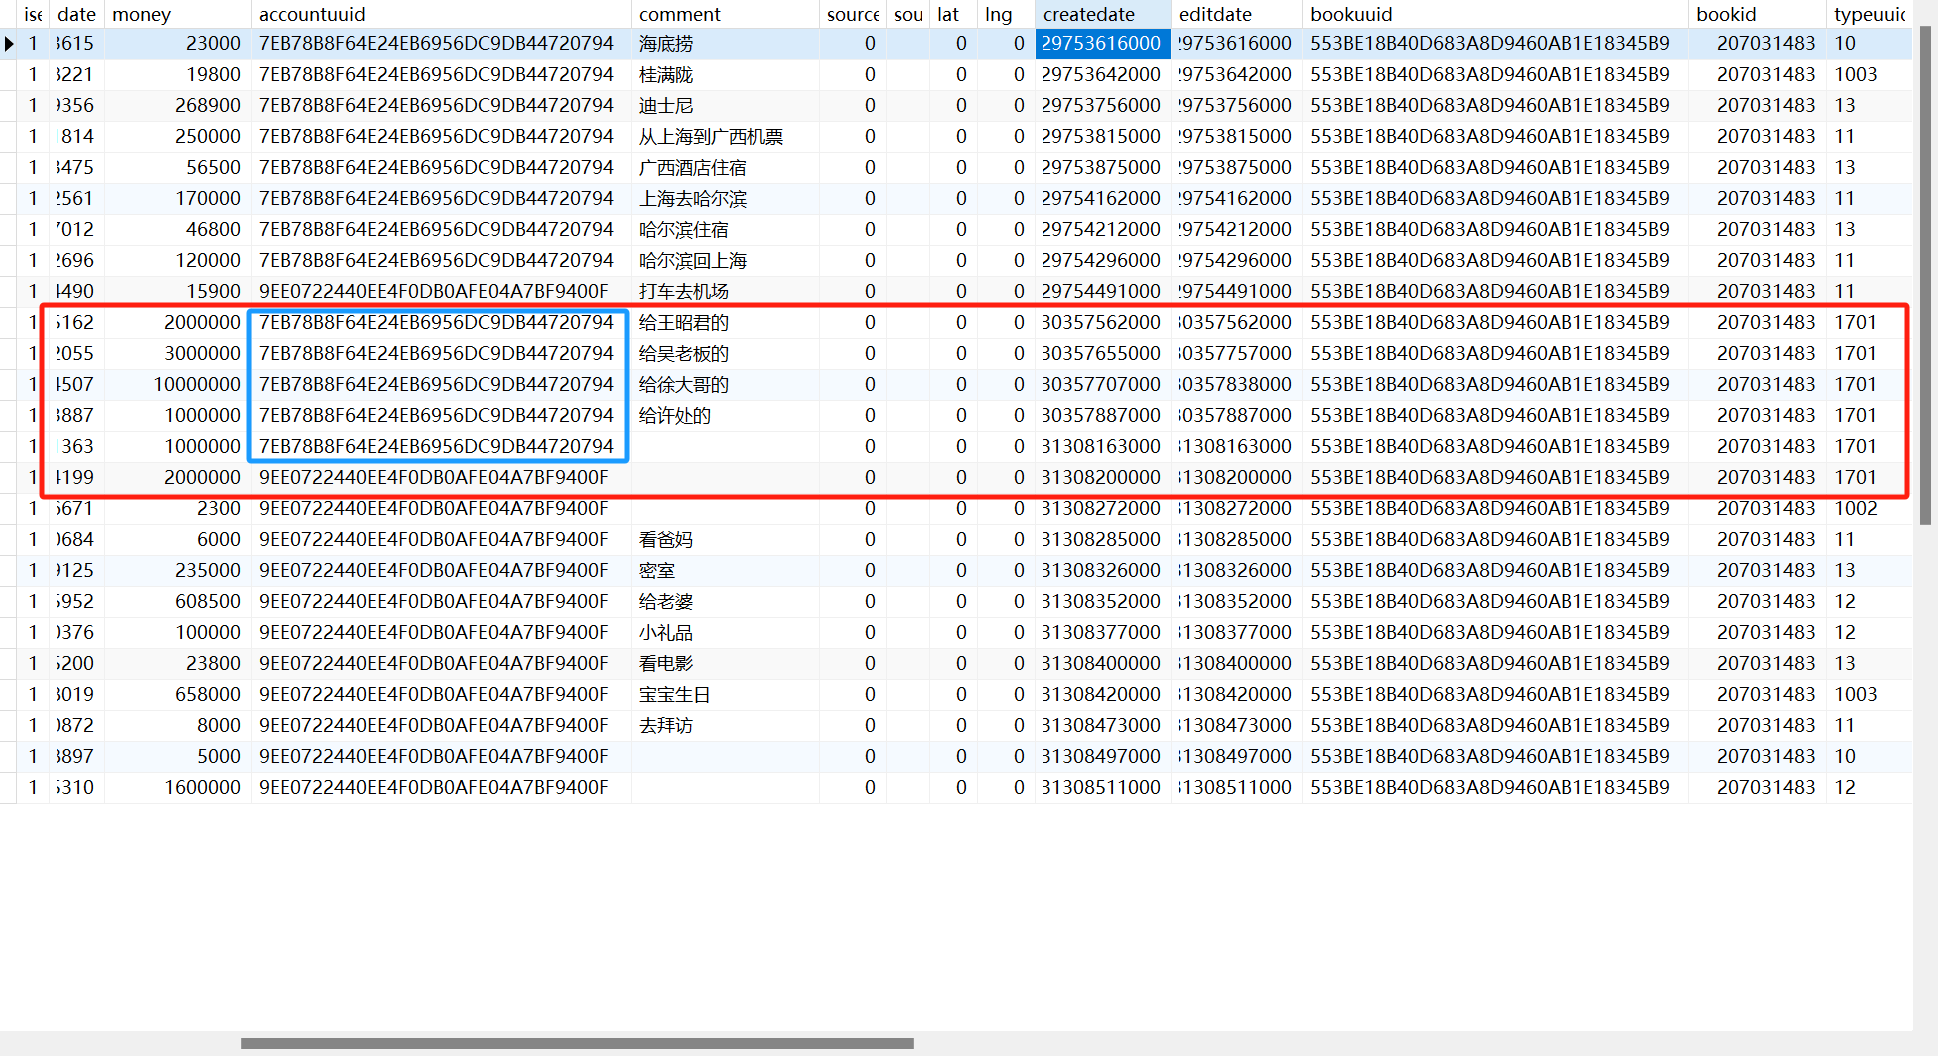 ise date money accountuuid comment source sou lat lng createdate editdate bookuuid bookid typeuuid
1 3615 23000 7EB78B8F64E24EB6956DC9DB44720794 海底捞 0 0 0 29753616000 29753616000 553BE18B40D683A8D9460AB1E18345B9 207031483 10
1 3221 19800 7EB78B8F64E24EB6956DC9DB44720794 桂满陇 0 0 0 29753642000 29753642000 553BE18B40D683A8D9460AB1E18345B9 207031483 1003
1 9356 268900 7EB78B8F64E24EB6956DC9DB44720794 迪士尼 0 0 0 29753756000 29753756000 553BE18B40D683A8D9460AB1E18345B9 207031483 13
1 814 250000 7EB78B8F64E24EB6956DC9DB44720794 从上海到广西机票 0 0 0 29753815000 29753815000 553BE18B40D683A8D9460AB1E18345B9 207031483 11
1 3475 56500 7EB78B8F64E24EB6956DC9DB44720794 广西酒店住宿 0 0 0 29753875000 29753875000 553BE18B40D683A8D9460AB1E18345B9 207031483 13
1 2561 170000 7EB78B8F64E24EB6956DC9DB44720794 上海去哈尔滨 0 0 0 29754162000 29754162000 553BE18B40D683A8D9460AB1E18345B9 207031483 11
1 7012 46800 7EB78B8F64E24EB6956DC9DB44720794 哈尔滨住宿 0 0 0 29754212000 29754212000 553BE18B40D683A8D9460AB1E18345B9 207031483 13
1 2696 120000 7EB78B8F64E24EB6956DC9DB44720794 哈尔滨回上海 0 0 0 29754296000 29754296000 553BE18B40D683A8D9460AB1E18345B9 207031483 11
1 4490 15900 9EE0722440EE4F0DB0AFE04A7BF9400F 打车去机场 0 0 0 29754491000 29754491000 553BE18B40D683A8D9460AB1E18345B9 207031483 11
1 5162 2000000 7EB78B8F64E24EB6956DC9DB44720794 给王昭君的 0 0 0 30357562000 30357562000 553BE18B40D683A8D9460AB1E18345B9 207031483 1701
1 2055 3000000 7EB78B8F64E24EB6956DC9DB44720794 给吴老板的 0 0 0 30357655000 30357757000 553BE18B40D683A8D9460AB1E18345B9 207031483 1701
1 4507 10000000 7EB78B8F64E24EB6956DC9DB44720794 给徐大哥的 0 0 0 30357707000 30357838000 553BE18B40D683A8D9460AB1E18345B9 207031483 1701
1 3887 1000000 7EB78B8F64E24EB6956DC9DB44720794 给许处的 0 0 0 30357887000 30357887000 553BE18B40D683A8D9460AB1E18345B9 207031483 1701
1 1363 1000000 7EB78B8F64E24EB6956DC9DB44720794 0 0 0 31308163000 31308163000 553BE18B40D683A8D9460AB1E18345B9 207031483 1701
1 4199 2000000 9EE0722440EE4F0DB0AFE04A7BF9400F 0 0 0 31308200000 31308200000 553BE18B40D683A8D9460AB1E18345B9 207031483 1701
1 6671 2300 9EE0722440EE4F0DB0AFE04A7BF9400F 0 0 0 31308272000 31308272000 553BE18B40D683A8D9460AB1E18345B9 207031483 1002
1 0684 6000 9EE0722440EE4F0DB0AFE04A7BF9400F 看爸妈 0 0 0 31308285000 31308285000 553BE18B40D683A8D9460AB1E18345B9 207031483 11
1 9125 235000 9EE0722440EE4F0DB0AFE04A7BF9400F 密室 0 0 0 31308326000 31308326000 553BE18B40D683A8D9460AB1E18345B9 207031483 13
1 5952 608500 9EE0722440EE4F0DB0AFE04A7BF9400F 给老婆 0 0 0 31308352000 31308352000 553BE18B40D683A8D9460AB1E18345B9 207031483 12
1 0376 100000 9EE0722440EE4F0DB0AFE04A7BF9400F 小礼品 0 0 0 31308377000 31308377000 553BE18B40D683A8D9460AB1E18345B9 207031483 12
1 5200 23800 9EE0722440EE4F0DB0AFE04A7BF9400F 看电影 0 0 0 31308400000 31308400000 553BE18B40D683A8D9460AB1E18345B9 207031483 13
1 3019 658000 9EE0722440EE4F0DB0AFE04A7BF9400F 宝宝生日 0 0 0 31308420000 31308420000 553BE18B40D683A8D9460AB1E18345B9 207031483 1003
1 0872 8000 9EE0722440EE4F0DB0AFE04A7BF9400F 去拜访 0 0 0 31308473000 31308473000 553BE18B40D683A8D9460AB1E18345B9 207031483 11
1 3897 5000 9EE0722440EE4F0DB0AFE04A7BF9400F 0 0 0 31308497000 31308497000 553BE18B40D683A8D9460AB1E18345B9 207031483 10
1 5310 1600000 9EE0722440EE4F0DB0AFE04A7BF9400F 0 0 0 31308511000 31308511000 553BE18B40D683A8D9460AB1E18345B9 207031483 12